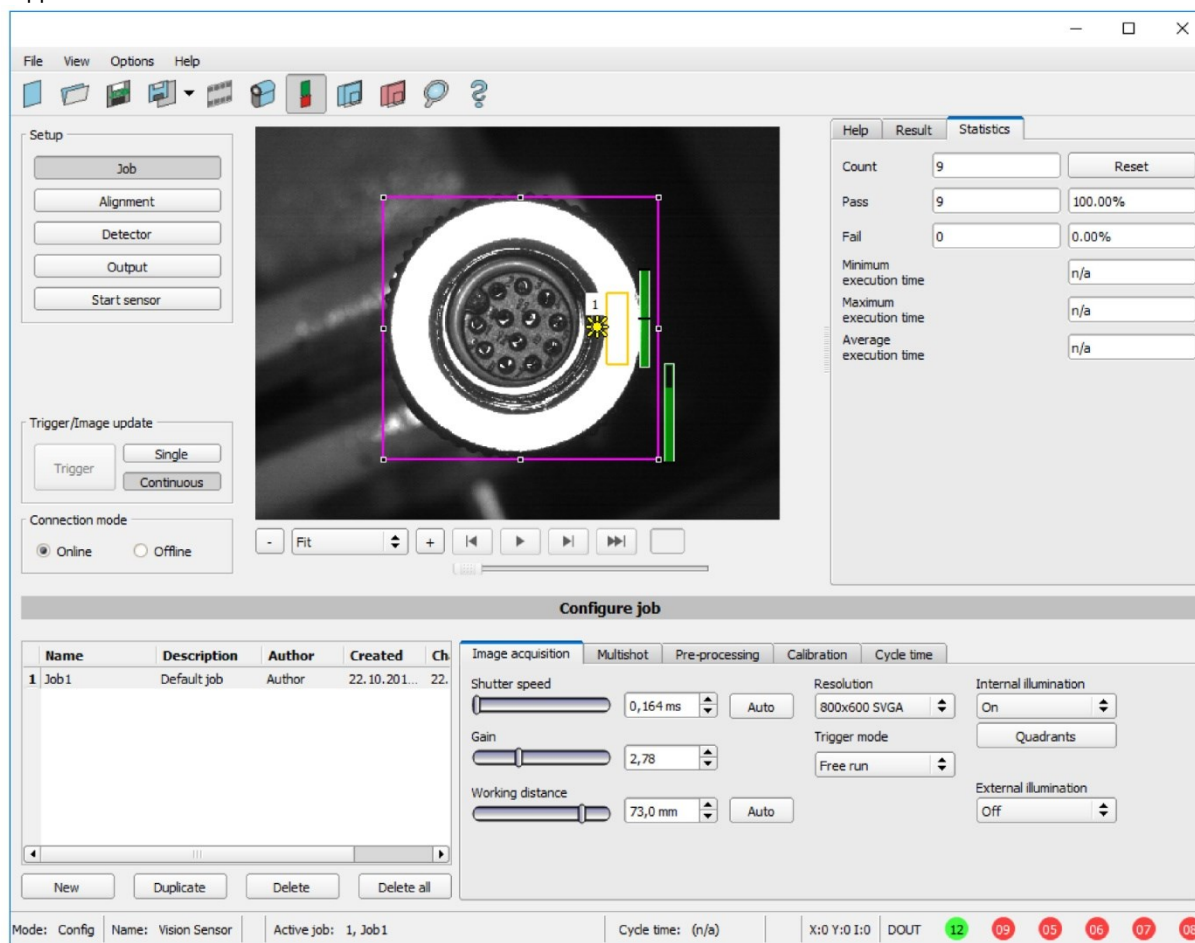 File View Options Help
Setup
Job
Alignment
Detector
Output
Start sensor
Trigger/Image update
Trigger
Single
Continuous
Connection mode
Online Offline
1
- Fit +
Help Result Statistics
Count 9 Reset
Pass 9 100.00%
Fail 0 0.00%
Minimum
execution time n/a
Maximum
execution time n/a
Average
execution time n/a
Configure job
Name Description Author Created Ch
1 Job1 Default job Author 22.10.201... 22.
New Duplicate Delete Delete all
Image acquisition Multishot Pre-processing Calibration Cycle time
Shutter speed
0,164 ms Auto
Gain
2,78
Working distance
73,0 mm Auto
Resolution
800x600 SVGA
Trigger mode
Free run
Internal illumination
On
Quadrants
External illumination
Off
Mode: Config Name: Vision Sensor Active job: 1, Job1 Cycle time: (n/a) X:0 Y:0 I:0 DOUT 12 09 05 06 07 08